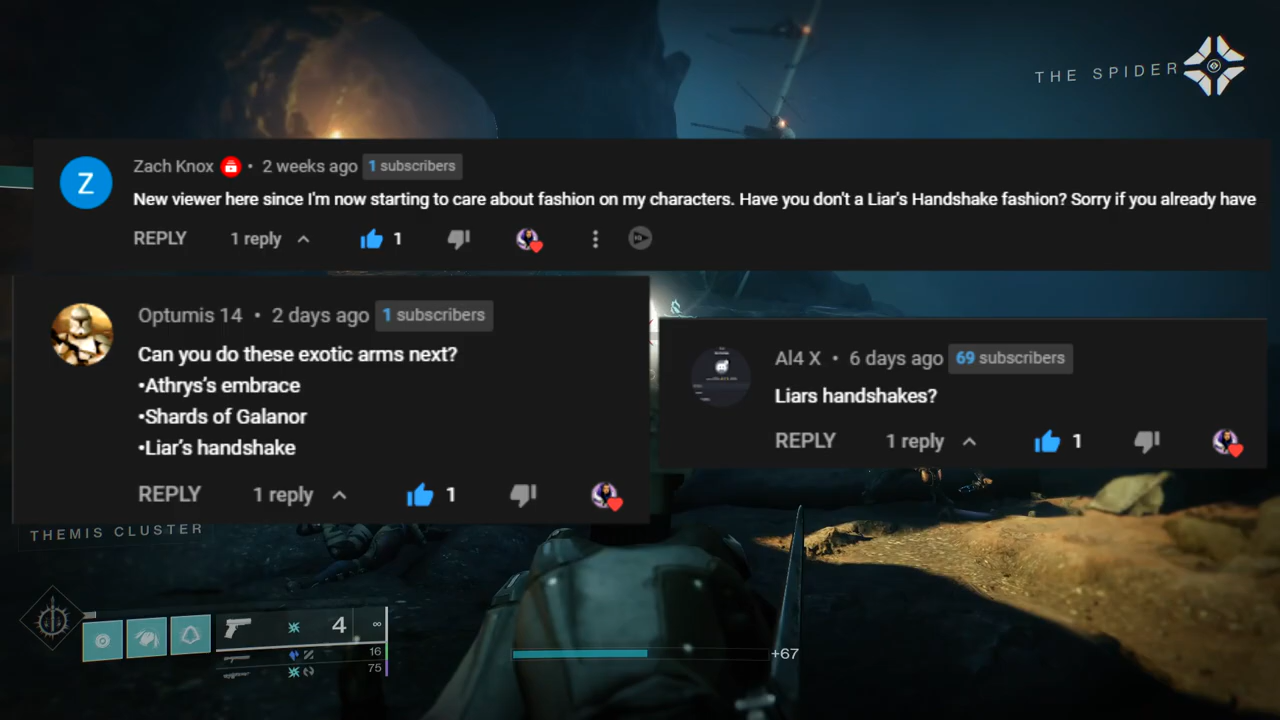 THE SPIDER
Zach Knox • 2 weeks ago 1 subscribers
New viewer here since I'm now starting to care about fashion on my characters. Have you don't a Liar's Handshake fashion? Sorry if you already have
REPLY 1 reply 1
Optumis 14 • 2 days ago 1 subscribers
Can you do these exotic arms next?
•Athrys's embrace
•Shards of Galanor
•Liar's handshake
REPLY 1 reply 1
Al4 X • 6 days ago 69 subscribers
Liars handshakes?
REPLY 1 reply 1
THEMIS CLUSTER
4 ∞
16
75
+67